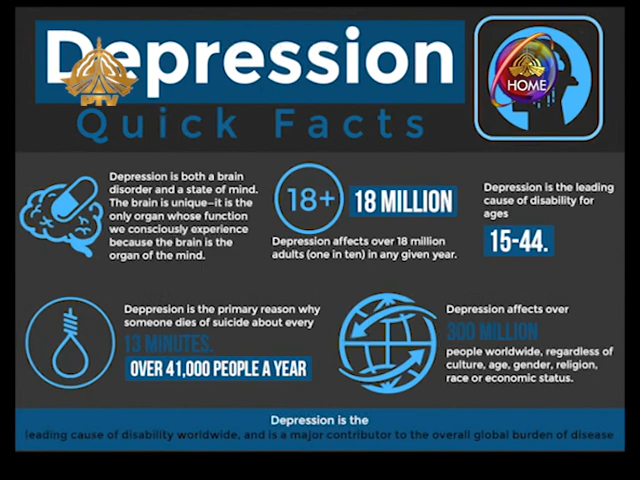 Depression
PTV
HOME
Quick Facts
Depression is both a brain
disorder and a state of mind.
The brain is unique—it is the
only organ whose function
we consciously experience
because the brain is the
organ of the mind.
18+
18 MILLION
Depression affects over 18 million
adults (one in ten) in any given year.
Depression is the leading
cause of disability for
ages
15-44.
Deppresion is the primary reason why
someone dies of suicide about every
13 MINUTES.
OVER 41,000 PEOPLE A YEAR
Depression affects over
300 MILLION
people worldwide, regardless of
culture, age, gender, religion,
race or economic status.
Depression is the
leading cause of disability worldwide, and is a major contributor to the overall global burden of disease